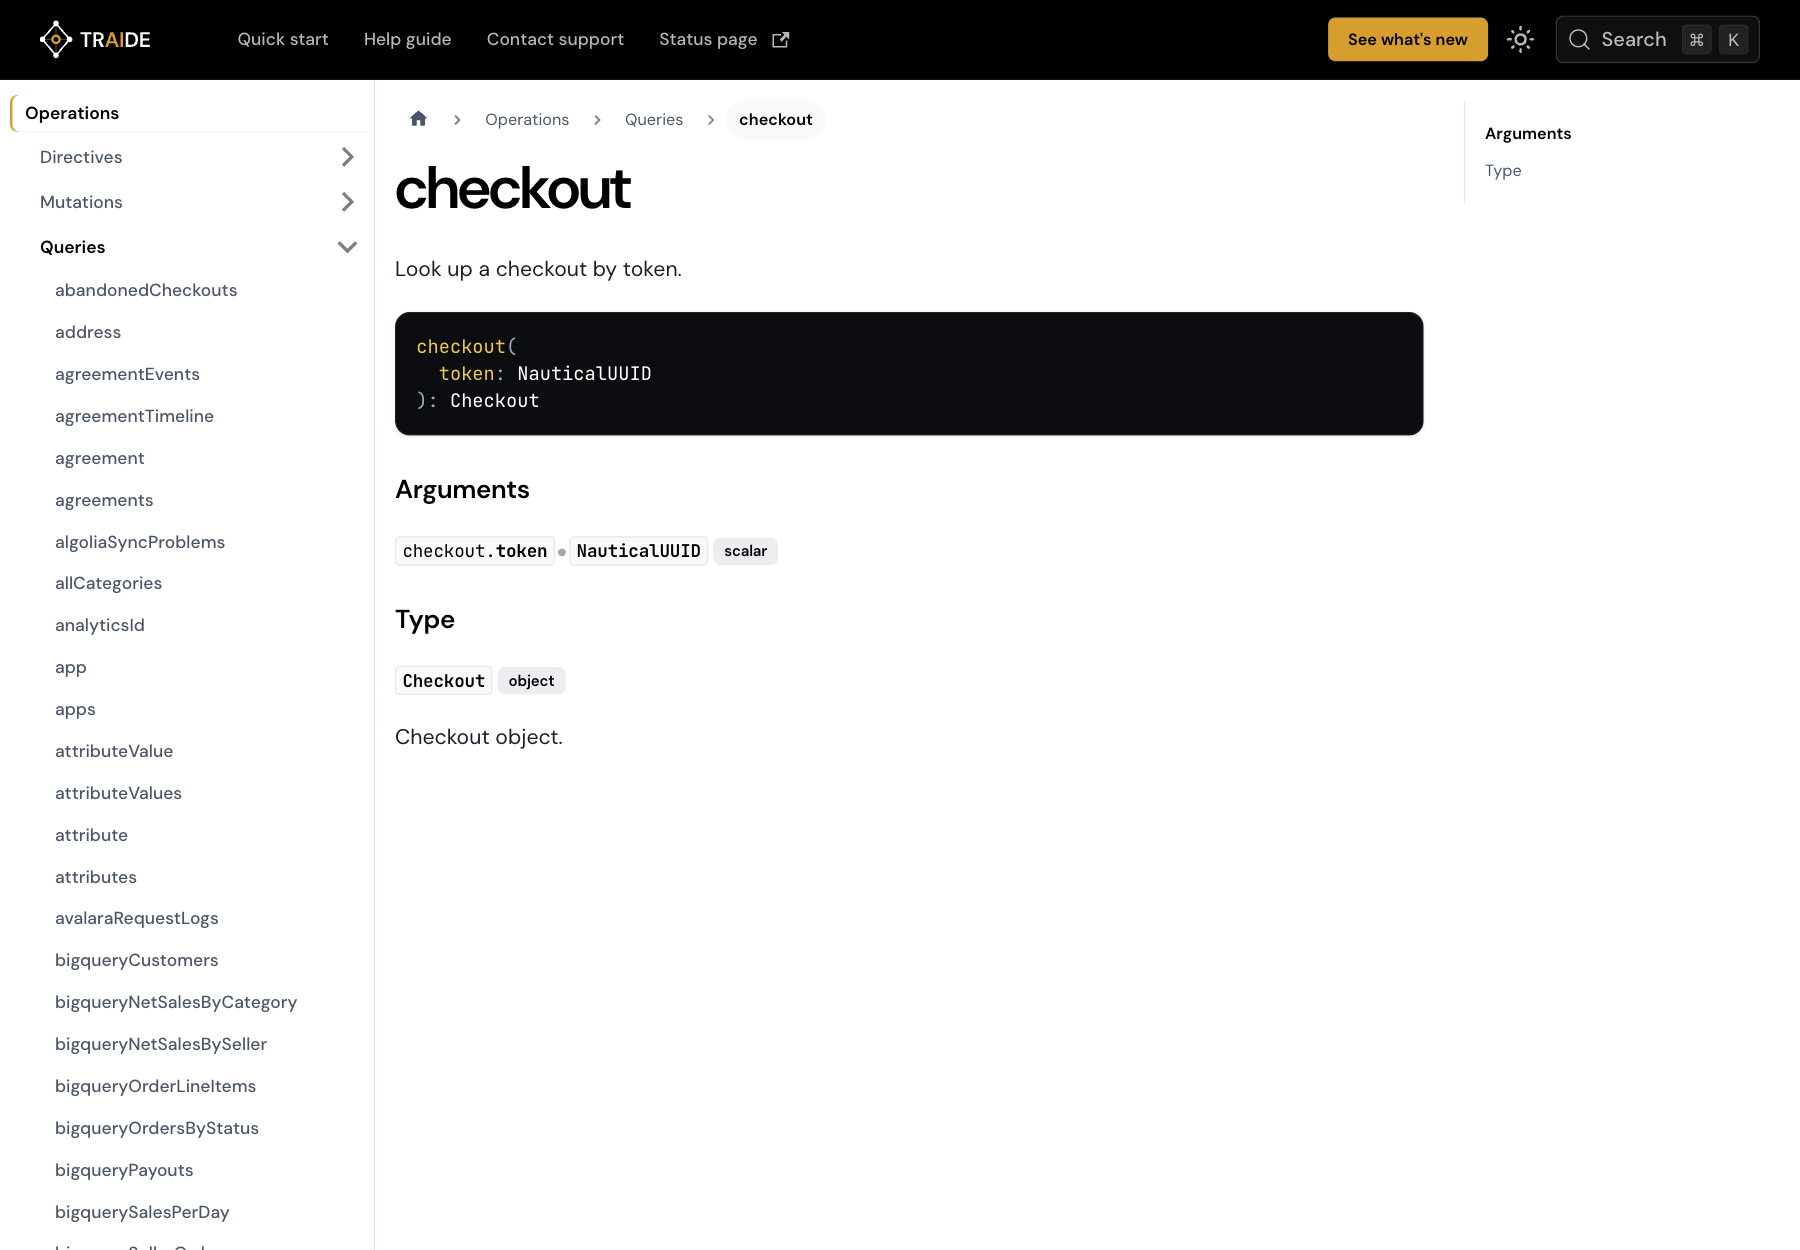 TRAIDE
Quick start
Help guide
Contact support
Status page
See what's new
Search
⌘ K
Operations
Directives
Mutations
Queries
abandonedCheckouts
address
agreementEvents
agreementTimeline
agreement
agreements
algoliaSyncProblems
allCategories
analyticsId
app
apps
attributeValue
attributeValues
attribute
attributes
avalaraRequestLogs
bigqueryCustomers
bigqueryNetSalesByCategory
bigqueryNetSalesBySeller
bigqueryOrderLineItems
bigqueryOrdersByStatus
bigqueryPayouts
bigquerySalesPerDay
Operations
Queries
checkout
checkout
Look up a checkout by token.
checkout(
token: NauticalUUID
): Checkout
Arguments
checkout.token ● NauticalUUID scalar
Type
Checkout object
Checkout object.
Arguments
Type